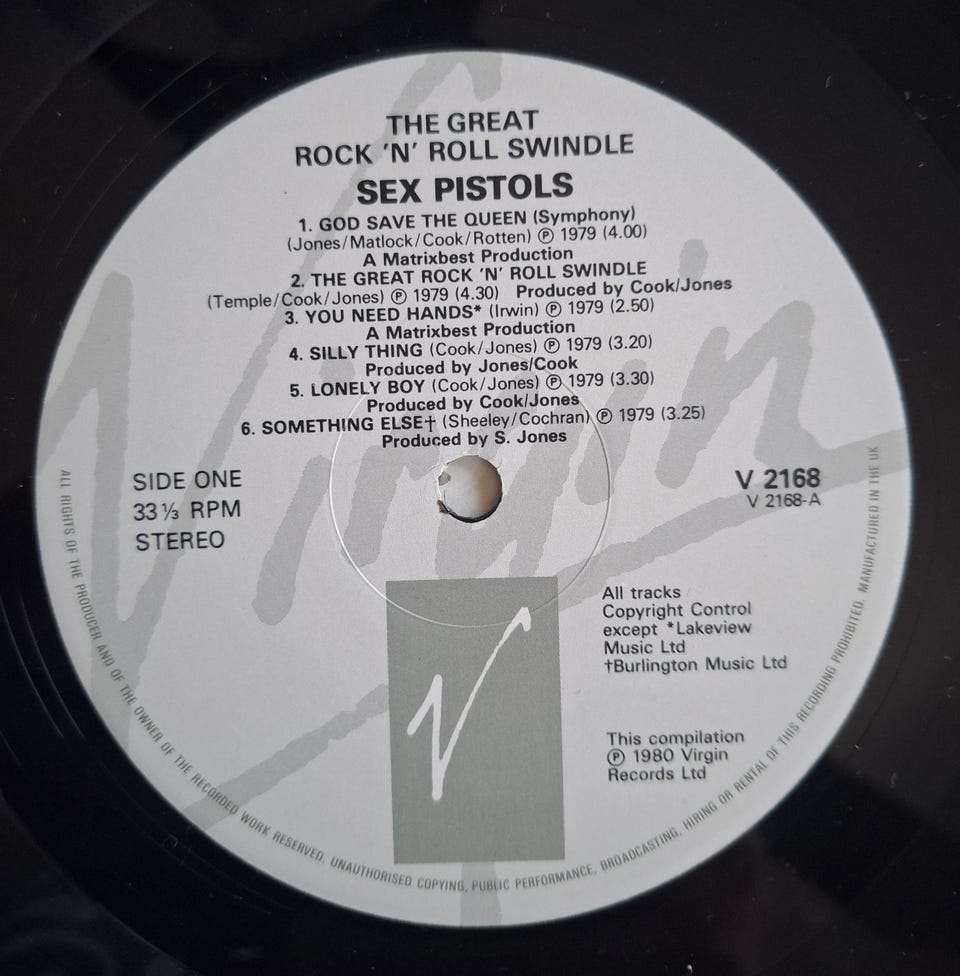 THE GREAT
ROCK 'N' ROLL SWINDLE
SEX PISTOLS
1. GOD SAVE THE QUEEN (Symphony)
(Jones/Matlock/Cook/Rotten) ℗ 1979 (4.00)
A Matrixbest Production
2. THE GREAT ROCK 'N' ROLL SWINDLE
(Temple/Cook/Jones) ℗ 1979 (4.30) Produced by Cook/Jones
3. YOU NEED HANDS* (Irwin) ℗ 1979 (2.50)
A Matrixbest Production
4. SILLY THING (Cook/Jones) ℗ 1979 (3.20)
Produced by Jones/Cook
5. LONELY BOY (Cook/Jones) ℗ 1979 (3.30)
Produced by Cook/Jones
6. SOMETHING ELSE† (Sheeley/Cochran) ℗ 1979 (3.25)
Produced by S. Jones
SIDE ONE
33⅓ RPM
STEREO
V 2168
V 2168-A
All tracks
Copyright Control
except *Lakeview
Music Ltd
†Burlington Music Ltd
This compilation
℗ 1980 Virgin
Records Ltd
Virgin
V
ALL RIGHTS OF THE PRODUCER AND OF THE OWNER OF THE RECORDED WORK RESERVED. UNAUTHORISED COPYING, PUBLIC PERFORMANCE, BROADCASTING, HIRING OR RENTAL OF THIS RECORDING PROHIBITED. MANUFACTURED IN THE UK